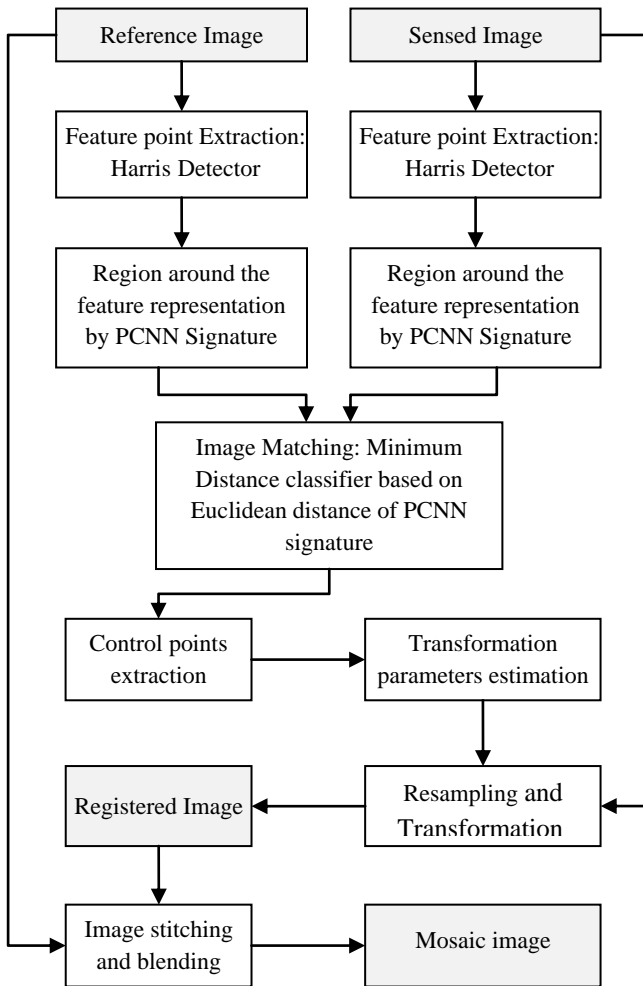 Reference Image
Sensed Image
Feature point Extraction:
Harris Detector
Feature point Extraction:
Harris Detector
Region around the
feature representation
by PCNN Signature
Region around the
feature representation
by PCNN Signature
Image Matching: Minimum
Distance classifier based on
Euclidean distance of PCNN
signature
Control points
extraction
Transformation
parameters estimation
Registered Image
Resampling and
Transformation
Image stitching
and blending
Mosaic image